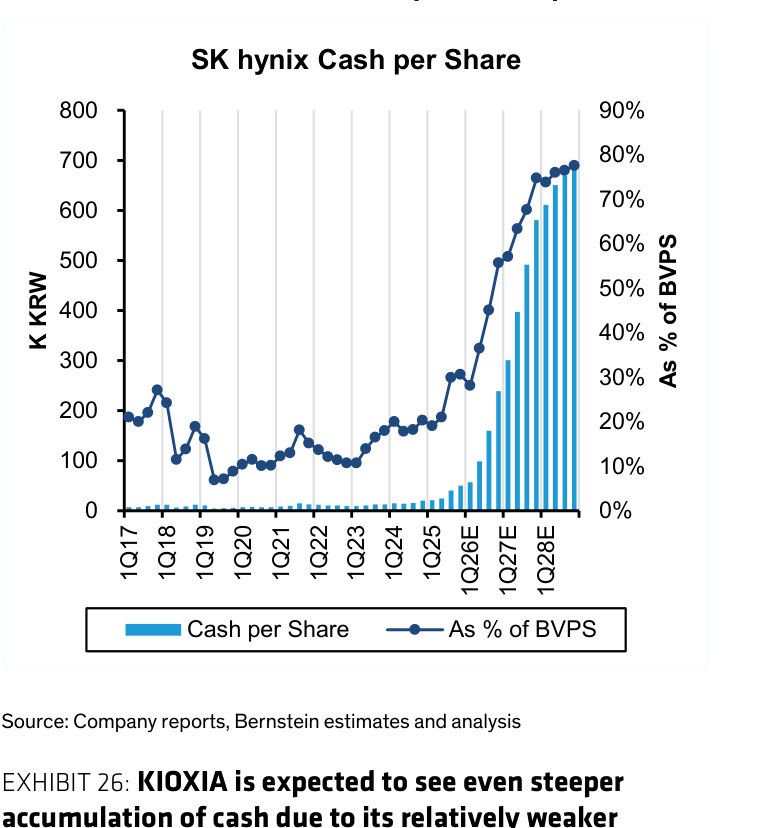 SK hynix Cash per Share
800
700
600
500
400
300
200
100
0
K KRW
90%
80%
70%
60%
50%
40%
30%
20%
10%
0%
As % of BVPS
1Q17
1Q18
1Q19
1Q20
1Q21
1Q22
1Q23
1Q24
1Q25
1Q26E
1Q27E
1Q28E
Cash per Share
As % of BVPS
Source: Company reports, Bernstein estimates and analysis
EXHIBIT 26: KIOXIA is expected to see even steeper
accumulation of cash due to its relatively weaker